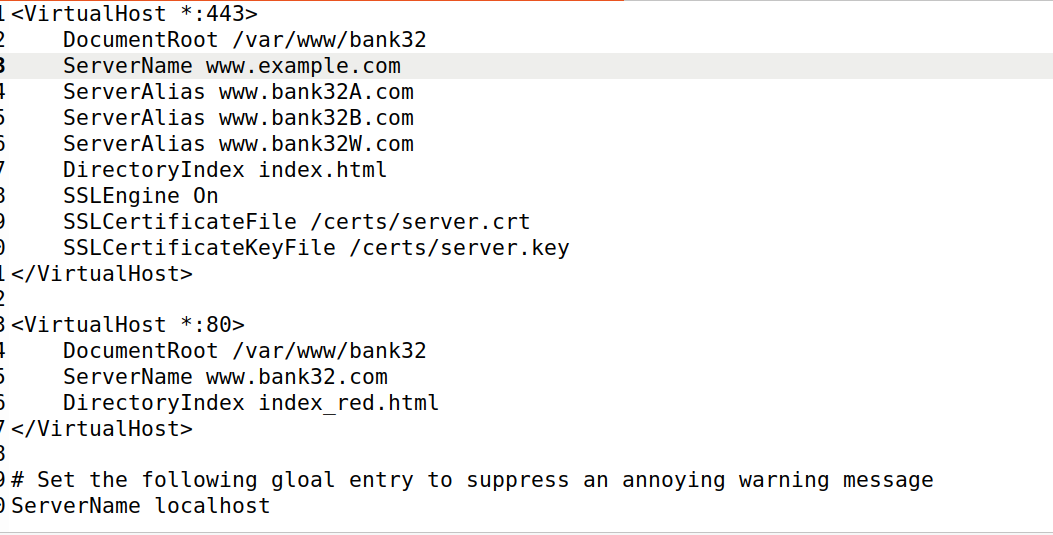 1 <VirtualHost *:443>
2     DocumentRoot /var/www/bank32
3     ServerName www.example.com
4     ServerAlias www.bank32A.com
5     ServerAlias www.bank32B.com
6     ServerAlias www.bank32W.com
7     DirectoryIndex index.html
8     SSLEngine On
9     SSLCertificateFile /certs/server.crt
0     SSLCertificateKeyFile /certs/server.key
1 </VirtualHost>
2
3 <VirtualHost *:80>
4     DocumentRoot /var/www/bank32
5     ServerName www.bank32.com
6     DirectoryIndex index_red.html
7 </VirtualHost>
8
9 # Set the following gloal entry to suppress an annoying warning message
0 ServerName localhost